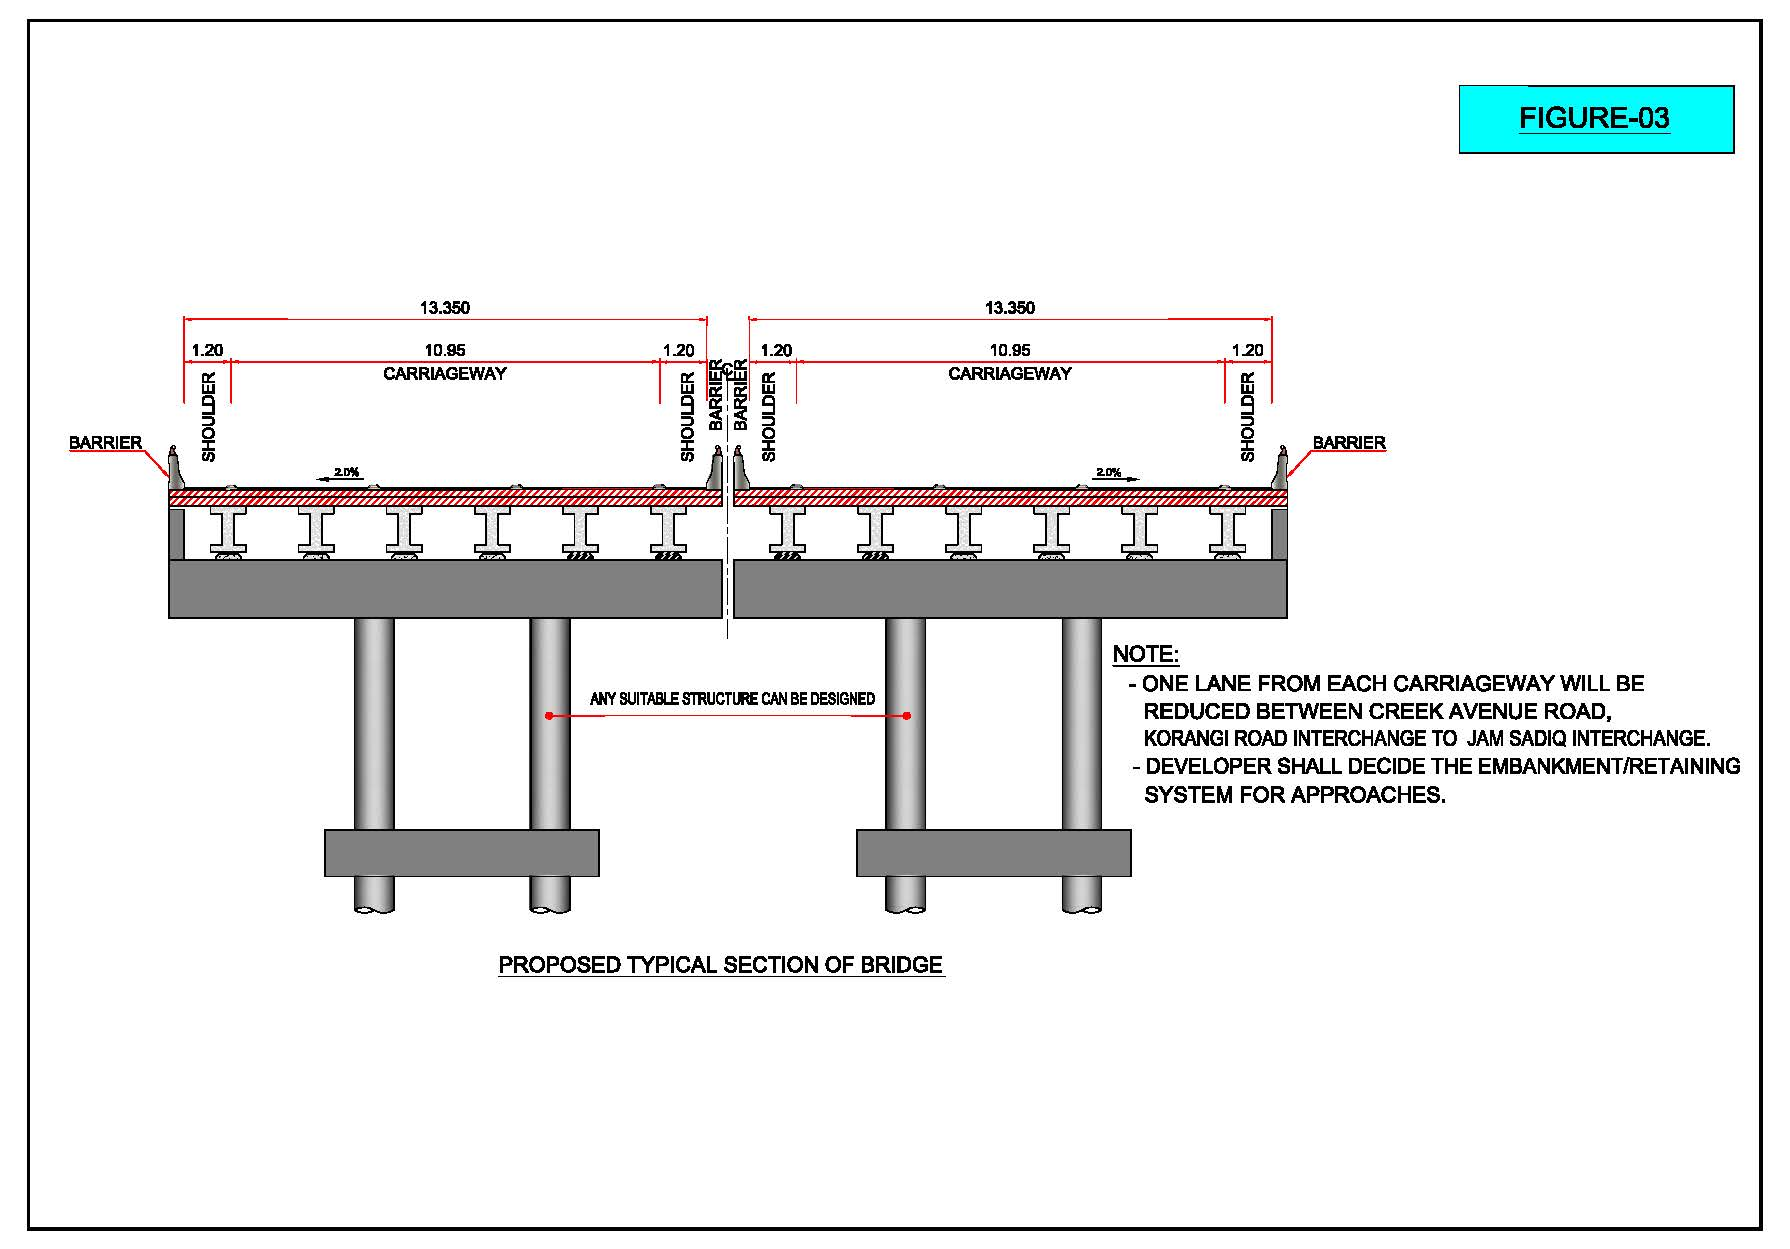 FIGURE-03
13.350
13.350
1.20
10.95
1.20
1.20
10.95
1.20
CARRIAGEWAY
CARRIAGEWAY
SHOULDER
SHOULDER
BARRIER
BARRIER
SHOULDER
SHOULDER
BARRIER
BARRIER
2.0%
2.0%
NOTE:
- ONE LANE FROM EACH CARRIAGEWAY WILL BE
REDUCED BETWEEN CREEK AVENUE ROAD,
KORANGI ROAD INTERCHANGE TO JAM SADIQ INTERCHANGE.
- DEVELOPER SHALL DECIDE THE EMBANKMENT/RETAINING
SYSTEM FOR APPROACHES.
ANY SUITABLE STRUCTURE CAN BE DESIGNED
PROPOSED TYPICAL SECTION OF BRIDGE